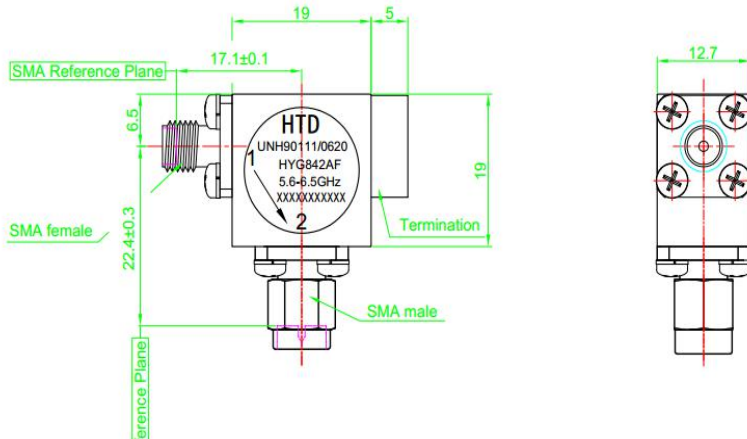 19
5
17.1±0.1
12.7
SMA Reference Plane
6.5
HTD
UNH90111/0620
HYG842AF
5.6-6.5GHz
XXXXXXXXXXX
1
2
19
SMA female
22.4±0.3
Termination
SMA male
Plane